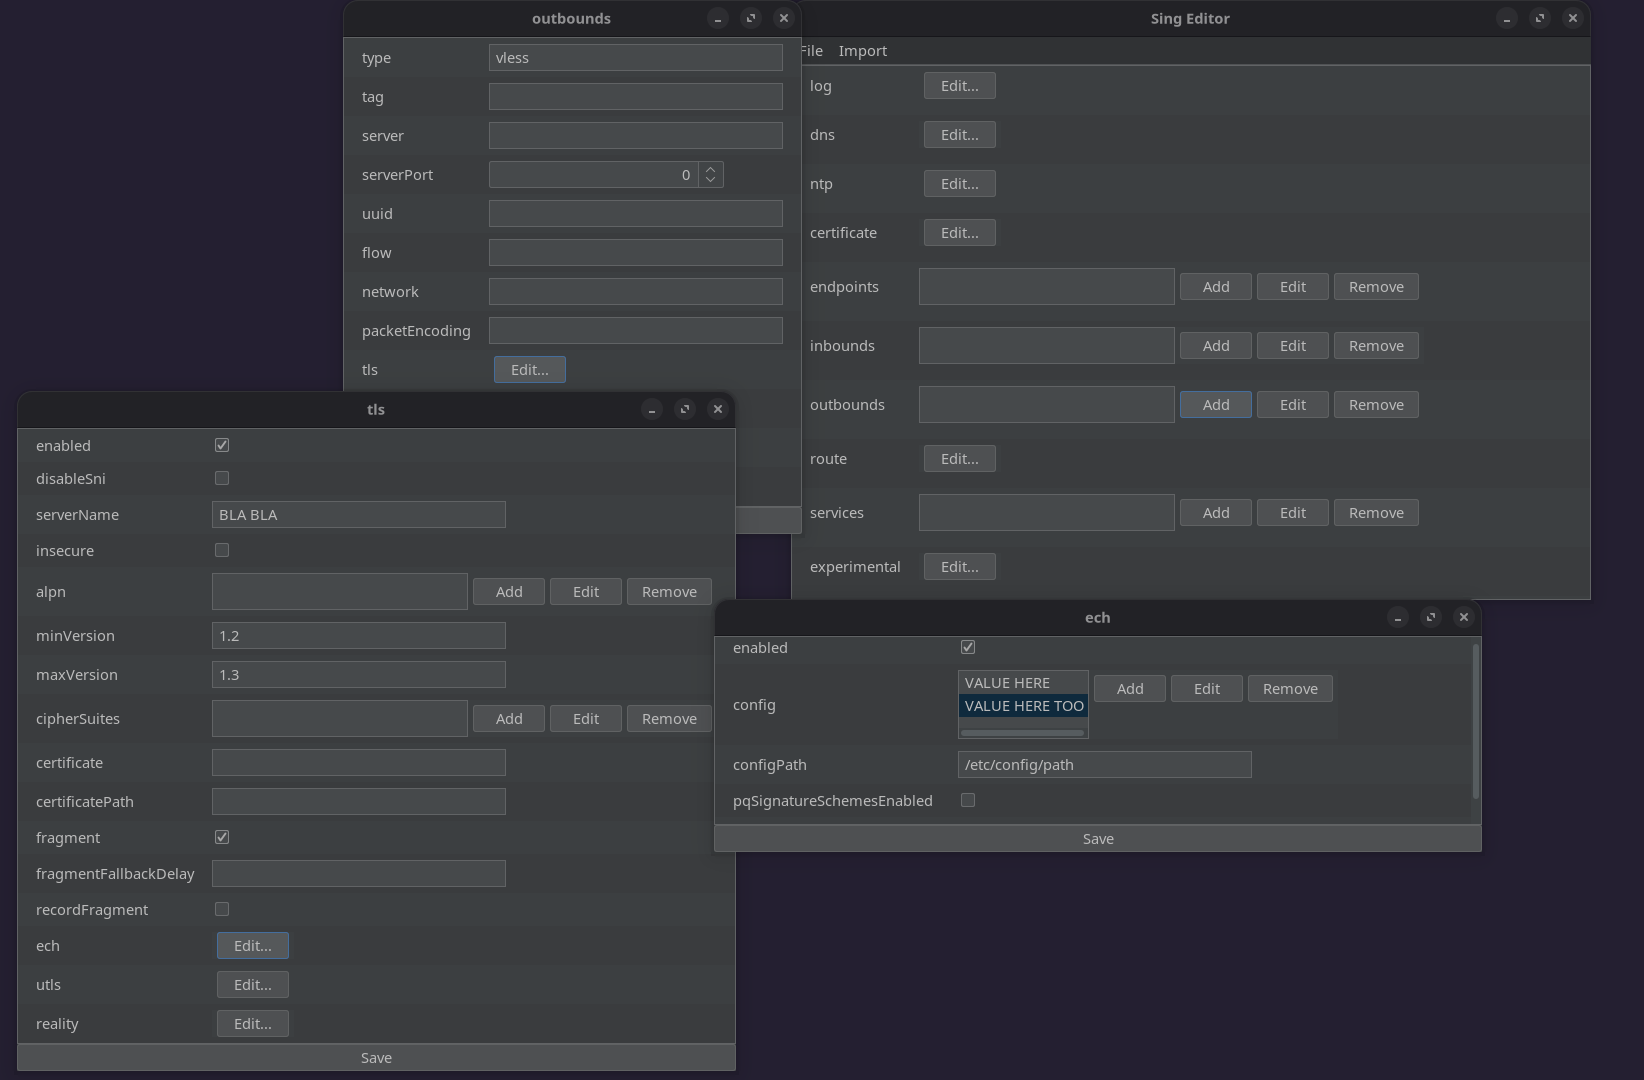 outbounds
type vless
tag
server
serverPort 0
uuid
flow
network
packetEncoding
tls Edit...
Sing Editor
File Import
log Edit...
dns Edit...
ntp Edit...
certificate Edit...
endpoints Add Edit Remove
inbounds Add Edit Remove
outbounds Add Edit Remove
route Edit...
services Add Edit Remove
experimental Edit...
tls
enabled
disableSni
serverName BLA BLA
insecure
alpn Add Edit Remove
minVersion 1.2
maxVersion 1.3
cipherSuites Add Edit Remove
certificate
certificatePath
fragment
fragmentFallbackDelay
recordFragment
ech Edit...
utls Edit...
reality Edit...
Save
ech
enabled
config VALUE HERE Add Edit Remove
VALUE HERE TOO
configPath /etc/config/path
pqSignatureSchemesEnabled
Save